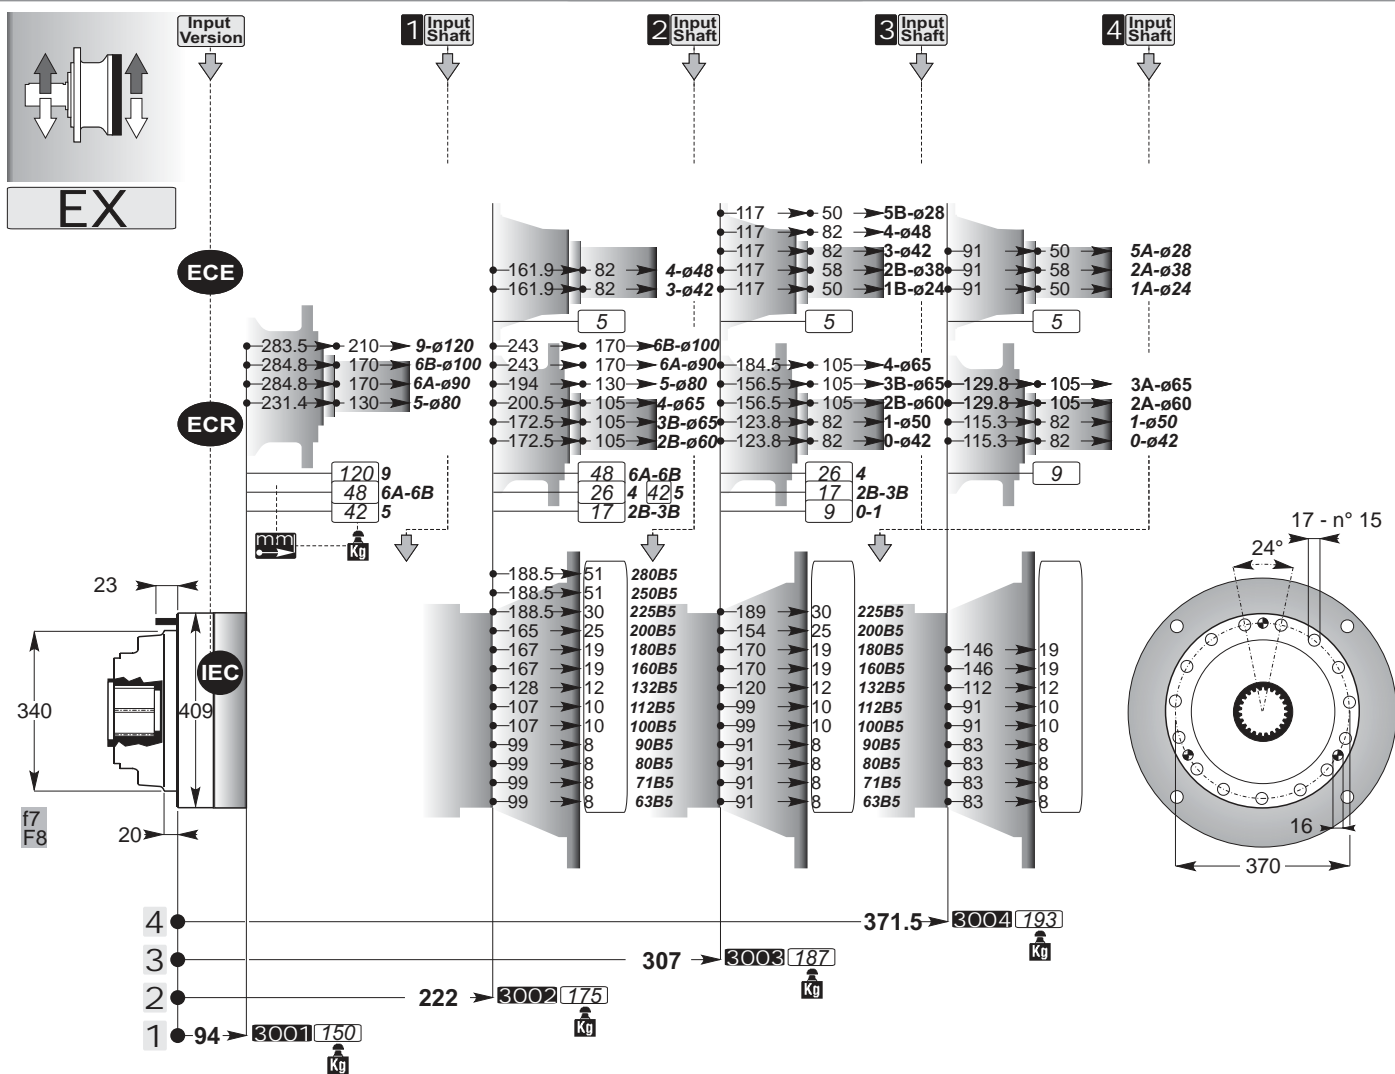 Input Version
1 Input Shaft
2 Input Shaft
3 Input Shaft
4 Input Shaft
EX
ECE
161.9 82 4-ø48
161.9 82 3-ø42
5
117 50 5B-ø28
117 82 4-ø48
117 82 3-ø42
117 58 2B-ø38
117 50 1B-ø24
5
91 50 5A-ø28
91 58 2A-ø38
91 50 1A-ø24
5
ECR
283.5 210 9-ø120
284.8 170 6B-ø100
284.8 170 6A-ø90
231.4 130 5-ø80
120 9
48 6A-6B
42 5
mm
Kg
243 170 6B-ø100
243 170 6A-ø90
194 130 5-ø80
200.5 105 4-ø65
172.5 105 3B-ø65
172.5 105 2B-ø60
48 6A-6B
26 4 42 5
17 2B-3B
184.5 105 4-ø65
156.5 105 3B-ø65
156.5 105 2B-ø60
123.8 82 1-ø50
123.8 82 0-ø42
26 4
17 2B-3B
9 0-1
129.8 105 3A-ø65
129.8 105 2A-ø60
115.3 82 1-ø50
115.3 82 0-ø42
9
IEC
23
340
409
20
f7
F8
188.5 51 280B5
188.5 51 250B5
188.5 30 225B5
165 25 200B5
167 19 180B5
167 19 160B5
128 12 132B5
107 10 112B5
107 10 100B5
99 8 90B5
99 8 80B5
99 8 71B5
99 8 63B5
189 30 225B5
154 25 200B5
170 19 180B5
170 19 160B5
120 12 132B5
99 10 112B5
99 10 100B5
91 8 90B5
91 8 80B5
91 8 71B5
91 8 63B5
146 19
146 19
112 12
91 10
91 10
83 8
83 8
83 8
83 8
17 - n° 15
24°
16
370
4 371.5 3004 193
Kg
3 307 3003 187
Kg
2 222 3002 175
Kg
1 94 3001 150
Kg